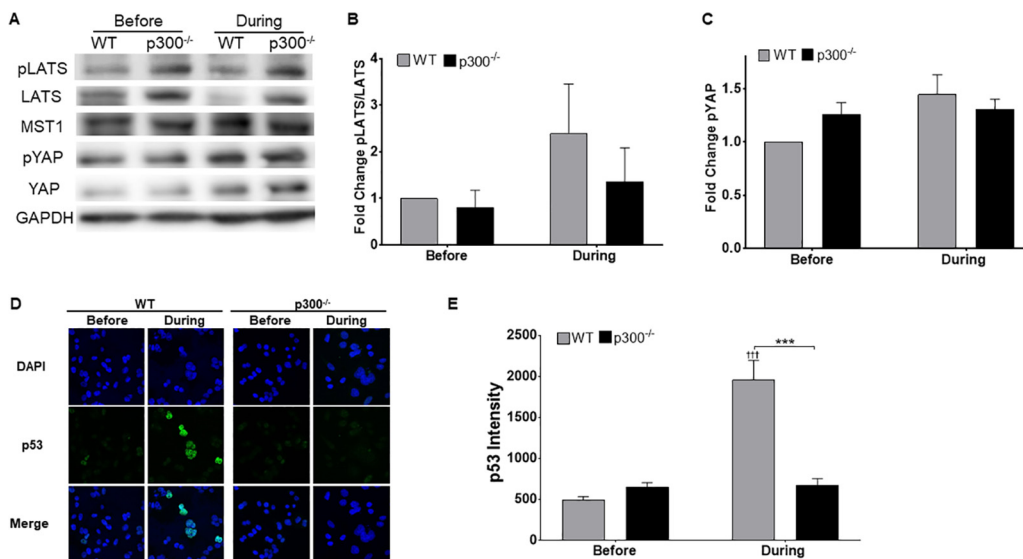 A
Before During
WT p300-/- WT p300-/-
pLATS
LATS
MST1
pYAP
YAP
GAPDH
B
WT p300-/-
Fold Change pLATS/LATS
6
4
2
1
0
Before During
C
WT p300-/-
Fold Change pYAP
1.5
1.0
0.5
0.0
Before During
D
WT p300-/-
Before During Before During
DAPI
p53
Merge
E
WT p300-/-
p53 Intensity
2500
2000
1500
1000
500
0
†††
***
Before During